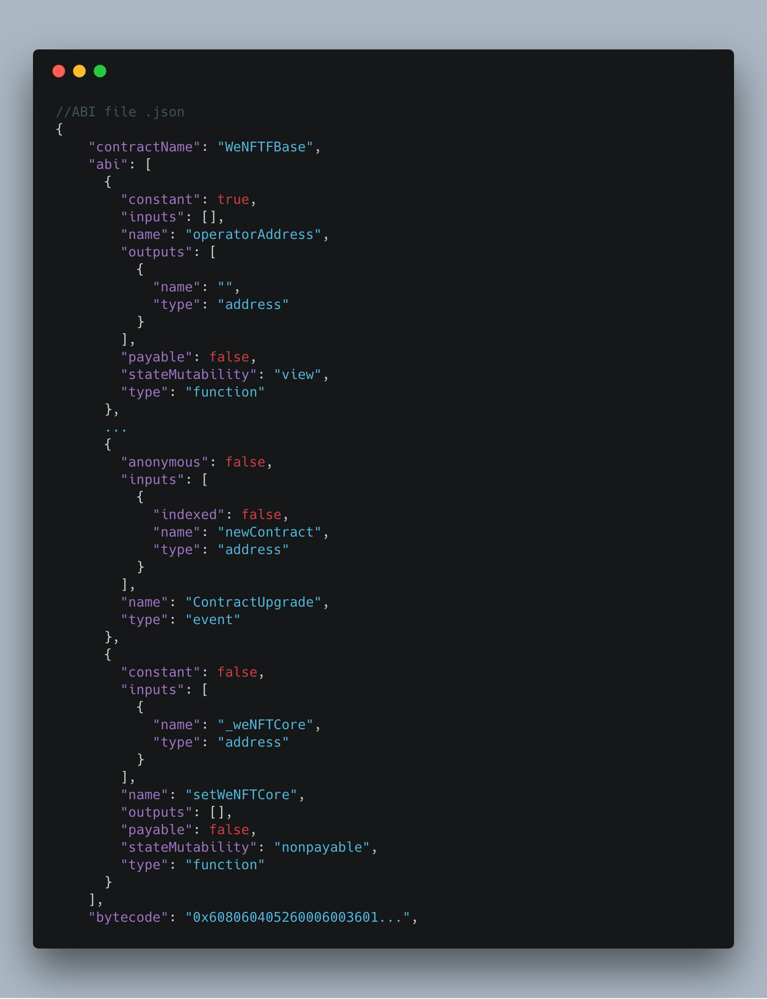 //ABI file .json
{
    "contractName": "WeNFTFBase",
    "abi": [
      {
        "constant": true,
        "inputs": [],
        "name": "operatorAddress",
        "outputs": [
          {
            "name": "",
            "type": "address"
          }
        ],
        "payable": false,
        "stateMutability": "view",
        "type": "function"
      },
      ...
      {
        "anonymous": false,
        "inputs": [
          {
            "indexed": false,
            "name": "newContract",
            "type": "address"
          }
        ],
        "name": "ContractUpgrade",
        "type": "event"
      },
      {
        "constant": false,
        "inputs": [
          {
            "name": "_weNFTCore",
            "type": "address"
          }
        ],
        "name": "setWeNFTCore",
        "outputs": [],
        "payable": false,
        "stateMutability": "nonpayable",
        "type": "function"
      }
    ],
    "bytecode": "0x608060405260006003601...",